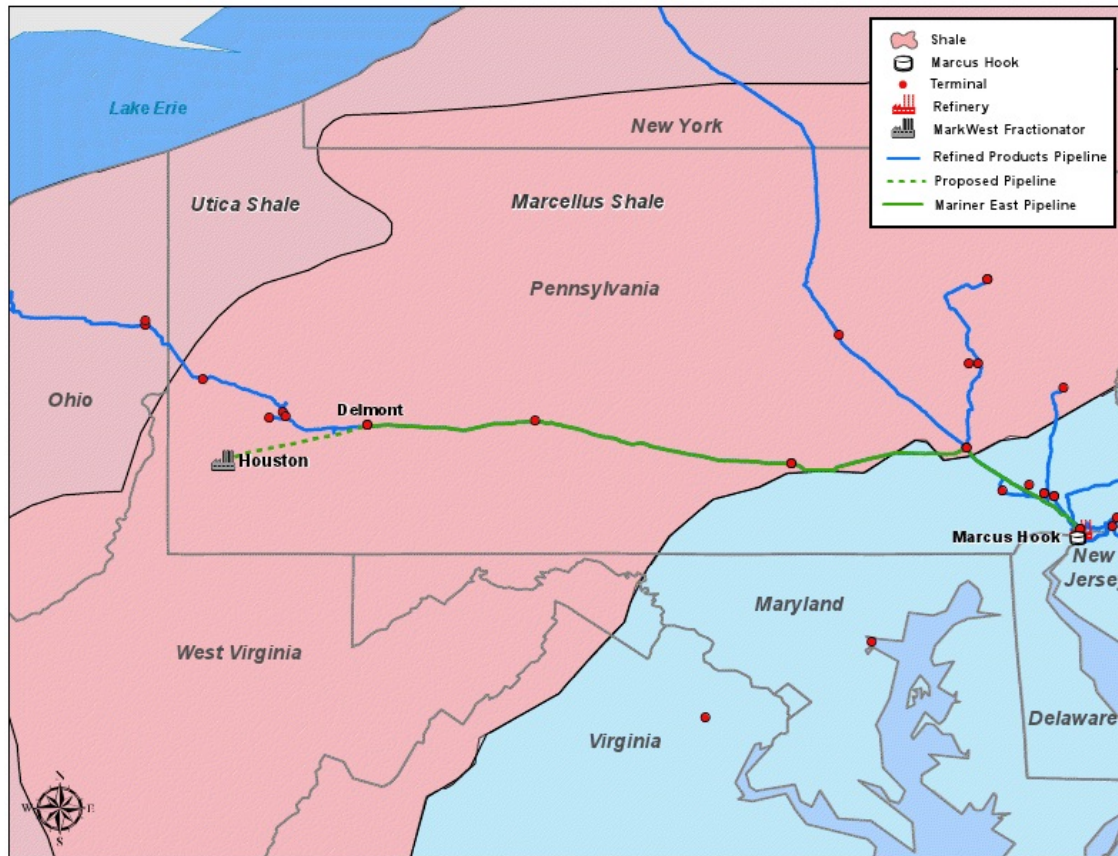 Shale
Marcus Hook
Terminal
Refinery
MarkWest Fractionator
Refined Products Pipeline
Proposed Pipeline
Mariner East Pipeline
Lake Erie
New York
Utica Shale
Marcellus Shale
Pennsylvania
Ohio
Delmont
Houston
Marcus Hook
New
Jerse
Maryland
West Virginia
Virginia
Delaware
N
W E
S